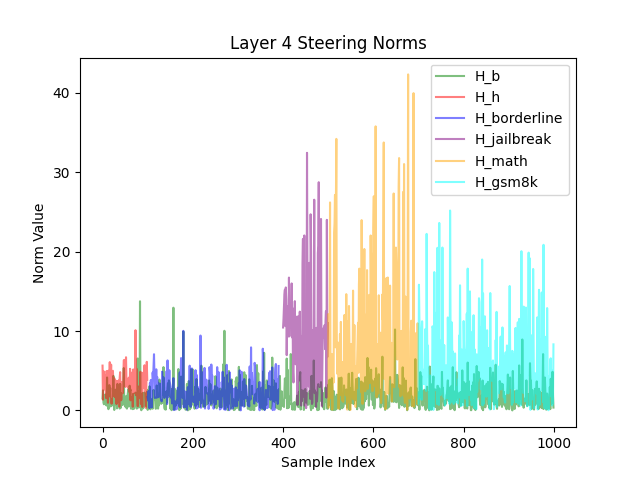 Layer 4 Steering Norms
H_b
H_h
H_borderline
H_jailbreak
H_math
H_gsm8k
40
30
20
10
0
Norm Value
0
200
400
600
800
1000
Sample Index